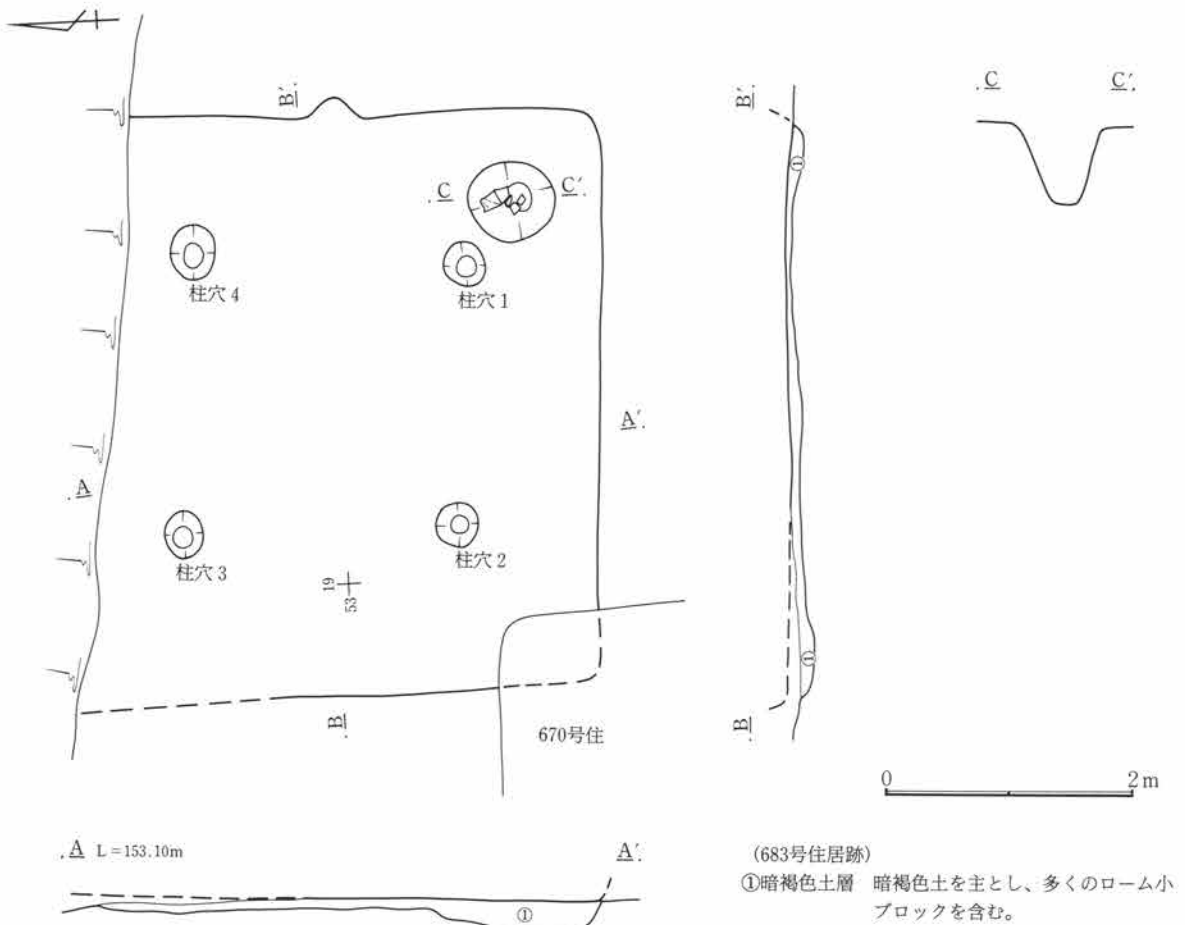 B′.
C
C′.
柱穴 4
柱穴 1
A′.
.A
柱穴 3
柱穴 2
19
53
B
670号住
B′.
①
①
.B
.C
C′.
0
2m
.A L＝153.10m
A′.
①
(683号住居跡)
①暗褐色土層 暗褐色土を主とし、多くのローム小
ブロックを含む。